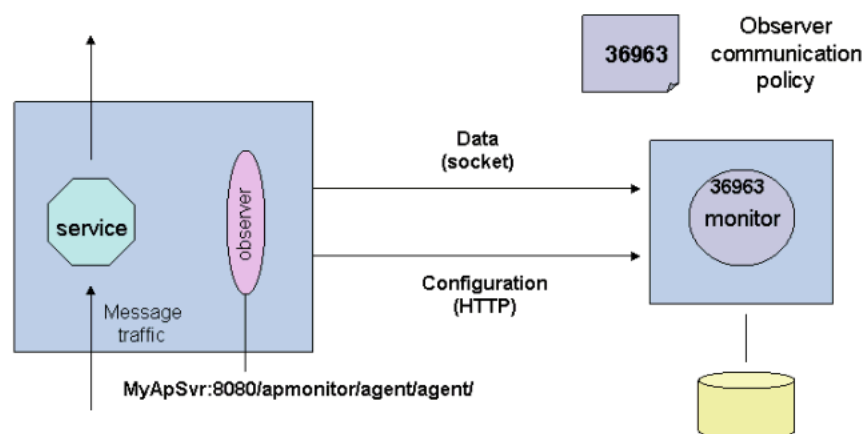 Observer
communication
policy
36963
Data
(socket)
36963
monitor
service
observer
Configuration
(HTTP)
Message
traffic
MyApSvr:8080/apmonitor/agent/agent/